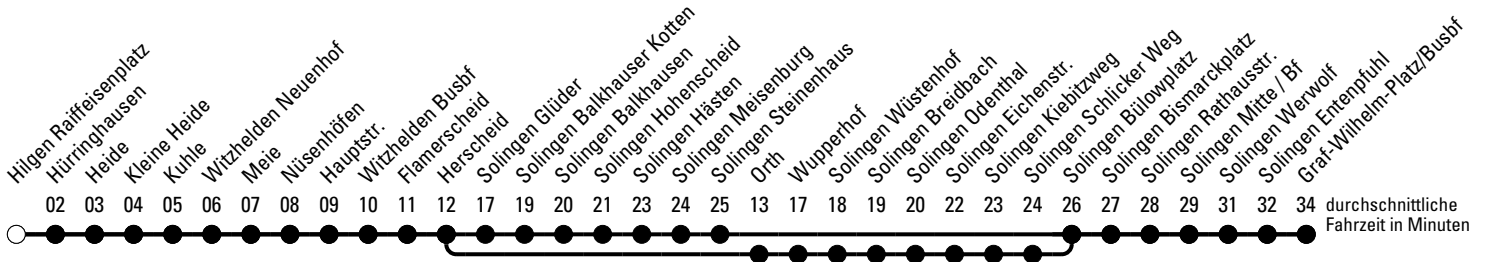 Hilgen Raiffeisenplatz
Hürringhausen
Heide
Kleine Heide
Kuhle
Witzhelden Neuenhof
Meie
Nüsenhöfen
Hauptstr.
Witzhelden Busbf
Flamerscheid
Herscheid
Solingen Glüder
Solingen Balkhauser Kotten
Solingen Balkhausen
Solingen Hohenscheid
Solingen Hästen
Solingen Meisenburg
Solingen Steinenhaus
Orth
Wupperhof
Solingen Wüstenhof
Solingen Breidbach
Solingen Odenthal
Solingen Eichenstr.
Solingen Kiebitzweg
Solingen Schlicker Weg
Solingen Bülowplatz
Solingen Bismarckplatz
Solingen Rathausstr.
Solingen Mitte / Bf
Solingen Werwolf
Solingen Entenpfuhl
Graf-Wilhelm-Platz/Busbf
02 03 04 05 06 07 08 09 10 11 12 17 19 20 21 23 24 25 13 17 18 19 20 22 23 24 26 27 28 29 31 32 34 durchschnittliche
Fahrzeit in Minuten